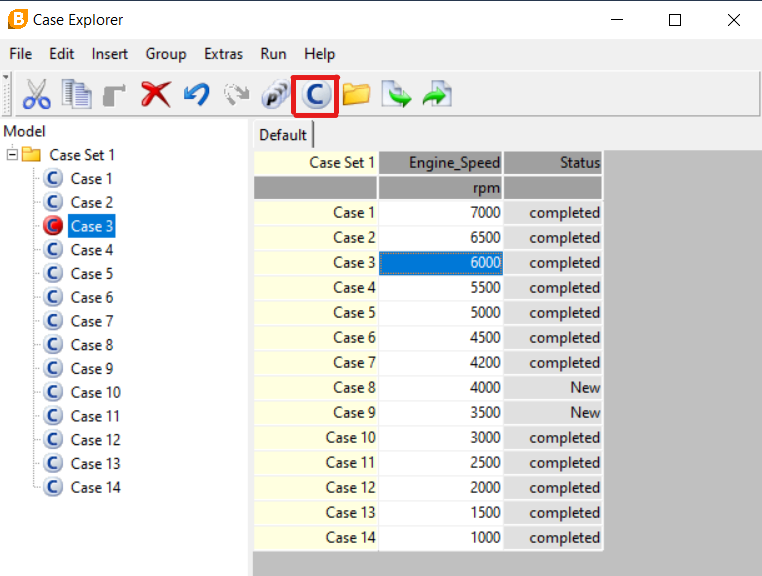 Case Explorer
File Edit Insert Group Extras Run Help
Model
Case Set 1
Case 1
Case 2
Case 3
Case 4
Case 5
Case 6
Case 7
Case 8
Case 9
Case 10
Case 11
Case 12
Case 13
Case 14
Default
Case Set 1 Engine_Speed Status
rpm
Case 1 7000 completed
Case 2 6500 completed
Case 3 6000 completed
Case 4 5500 completed
Case 5 5000 completed
Case 6 4500 completed
Case 7 4200 completed
Case 8 4000 New
Case 9 3500 New
Case 10 3000 completed
Case 11 2500 completed
Case 12 2000 completed
Case 13 1500 completed
Case 14 1000 completed